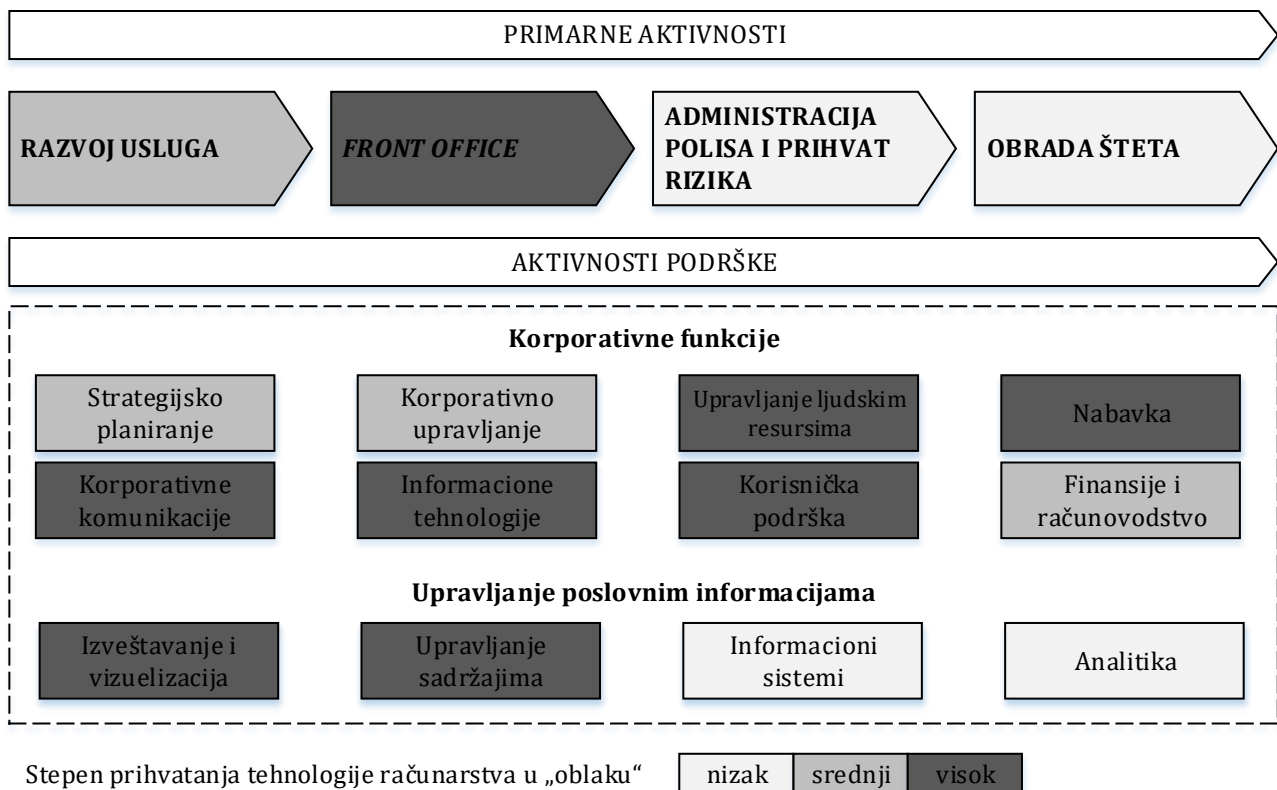 PRIMARNE AKTIVNOSTI
RAZVOJ USLUGA
FRONT OFFICE
ADMINISTRACIJA
POLISA I PRIHVAT
RIZIKA
OBRADA ŠTETA
AKTIVNOSTI PODRŠKE
Korporativne funkcije
Strategijsko
planiranje
Korporativno
upravljanje
Upravljanje ljudskim
resursima
Nabavka
Korporativne
komunikacije
Informacione
tehnologije
Korisnička
podrška
Finansije i
računovodstvo
Upravljanje poslovnim informacijama
Izveštavanje i
vizuelizacija
Upravljanje
sadržajima
Informacioni
sistemi
Analitika
Stepen prihvatanja tehnologije računarstva u „oblaku“
nizak srednji visok